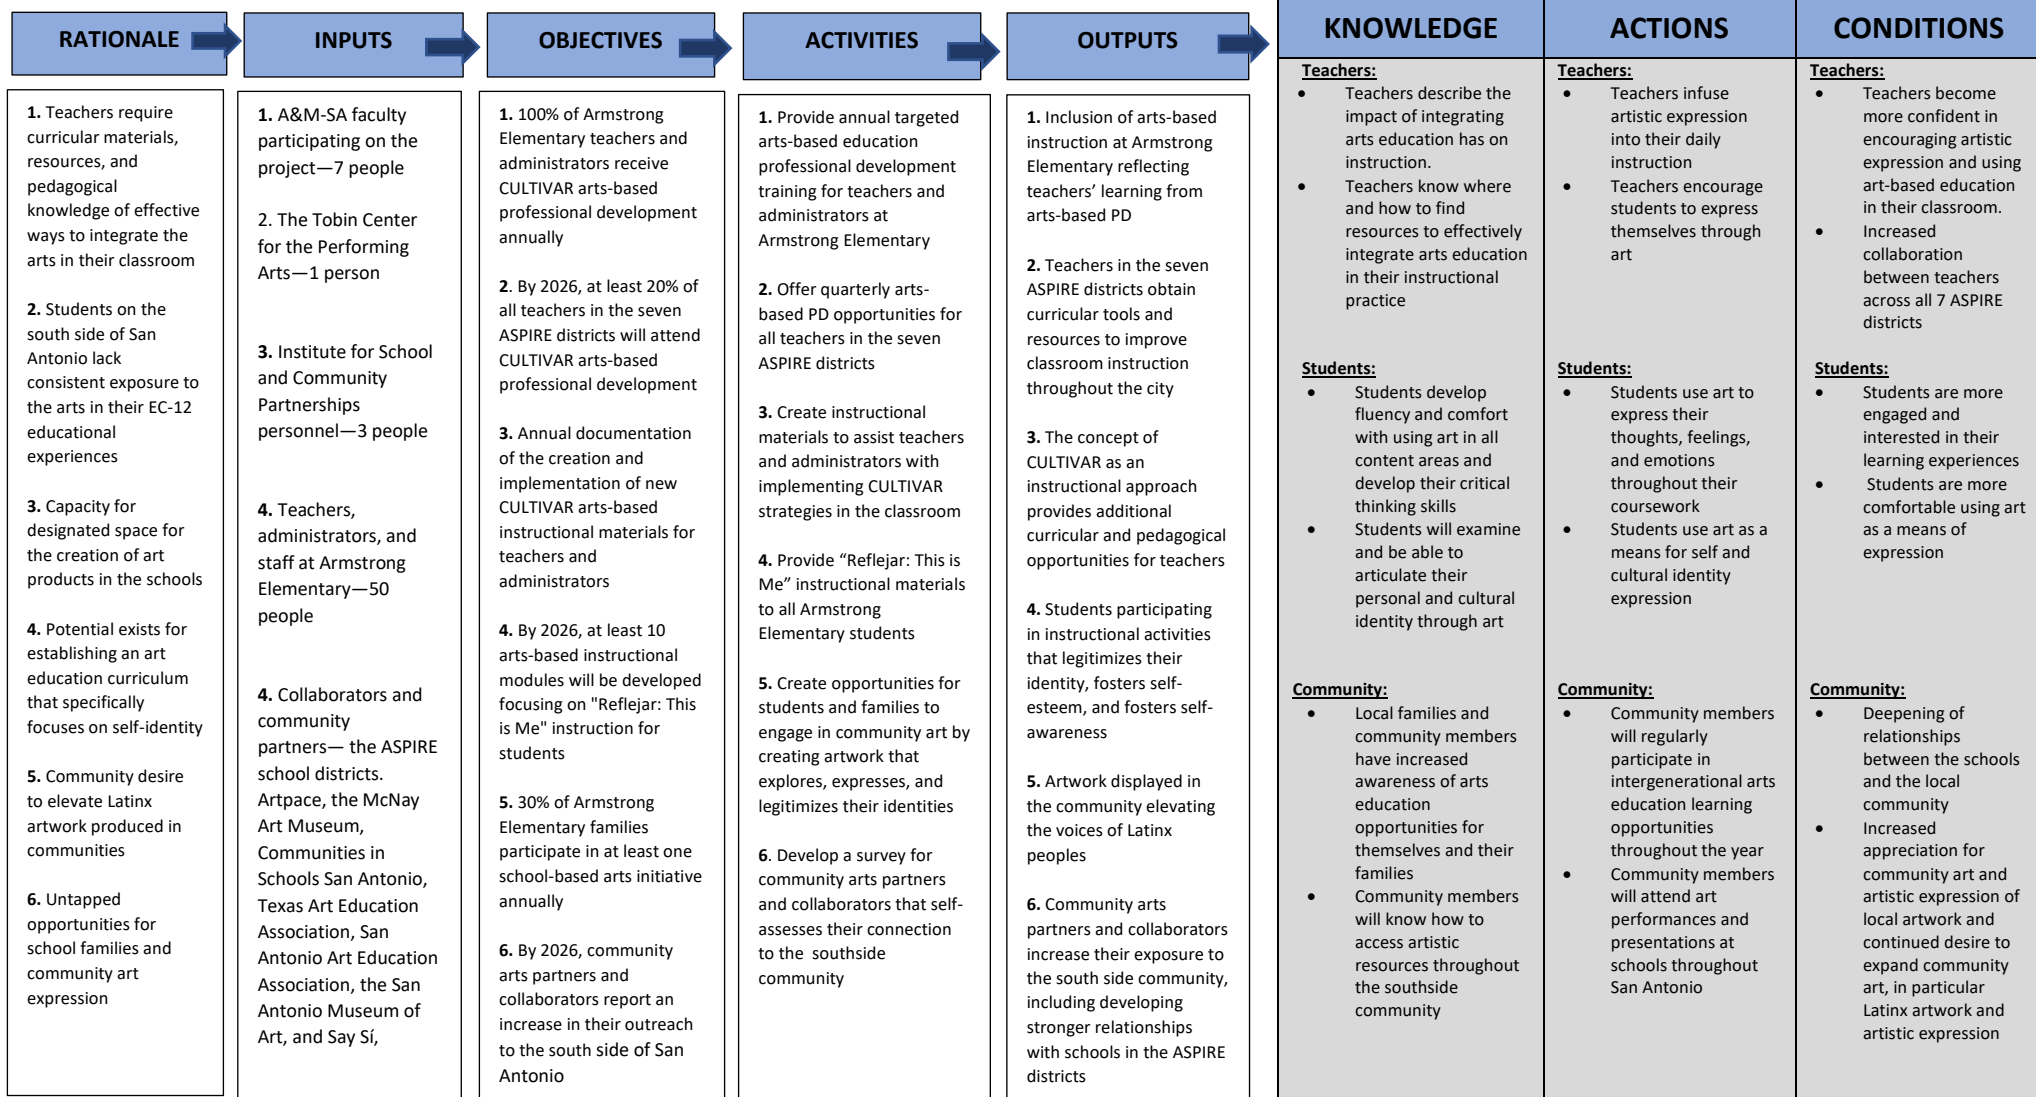 RATIONALE
1. Teachers require
curricular materials,
resources, and
pedagogical
knowledge of effective
ways to integrate the
arts in their classroom
2. Students on the
south side of San
Antonio lack
consistent exposure to
the arts in their EC-12
educational
experiences
3. Capacity for
designated space for
the creation of art
products in the schools
4. Potential exists for
establishing an art
education curriculum
that specifically
focuses on self-identity
5. Community desire
to elevate Latinx
artwork produced in
communities
6. Untapped
opportunities for
school families and
community art
expression
INPUTS
1. A&M-SA faculty
participating on the
project—7 people
2. The Tobin Center
for the Performing
Arts—1 person
3. Institute for School
and Community
Partnerships
personnel—3 people
4. Teachers,
administrators, and
staff at Armstrong
Elementary—50
people
4. Collaborators and
community
partners— the ASPIRE
school districts.
Artpace, the McNay
Art Museum,
Communities in
Schools San Antonio,
Texas Art Education
Association, San
Antonio Art Education
Association, the San
Antonio Museum of
Art, and Say Sí,
OBJECTIVES
1. 100% of Armstrong
Elementary teachers and
administrators receive
CULTIVAR arts-based
professional development
annually
2. By 2026, at least 20% of
all teachers in the seven
ASPIRE districts will attend
CULTIVAR arts-based
professional development
3. Annual documentation
of the creation and
implementation of new
CULTIVAR arts-based
instructional materials for
teachers and
administrators
4. By 2026, at least 10
arts-based instructional
modules will be developed
focusing on "Reflejar: This
is Me" instruction for
students
5. 30% of Armstrong
Elementary families
participate in at least one
school-based arts initiative
annually
6. By 2026, community
arts partners and
collaborators report an
increase in their outreach
to the south side of San
Antonio
ACTIVITIES
1. Provide annual targeted
arts-based education
professional development
training for teachers and
administrators at
Armstrong Elementary
2. Offer quarterly arts-
based PD opportunities for
all teachers in the seven
ASPIRE districts
3. Create instructional
materials to assist teachers
and administrators with
implementing CULTIVAR
strategies in the classroom
4. Provide “Reflejar: This is
Me” instructional materials
to all Armstrong
Elementary students
5. Create opportunities for
students and families to
engage in community art by
creating artwork that
explores, expresses, and
legitimizes their identities
6. Develop a survey for
community arts partners
and collaborators that self-
assesses their connection
to the southside
community
OUTPUTS
1. Inclusion of arts-based
instruction at Armstrong
Elementary reflecting
teachers’ learning from
arts-based PD
2. Teachers in the seven
ASPIRE districts obtain
curricular tools and
resources to improve
classroom instruction
throughout the city
3. The concept of
CULTIVAR as an
instructional approach
provides additional
curricular and pedagogical
opportunities for teachers
4. Students participating
in instructional activities
that legitimizes their
identity, fosters self-
esteem, and fosters self-
awareness
5. Artwork displayed in
the community elevating
the voices of Latinx
peoples
6. Community arts
partners and collaborators
increase their exposure to
the south side community,
including developing
stronger relationships
with schools in the ASPIRE
districts
KNOWLEDGE
Teachers:
• Teachers describe the
impact of integrating
arts education has on
instruction.
• Teachers know where
and how to find
resources to effectively
integrate arts education
in their instructional
practice
Students:
• Students develop
fluency and comfort
with using art in all
content areas and
develop their critical
thinking skills
• Students will examine
and be able to
articulate their
personal and cultural
identity through art
Community:
• Local families and
community members
have increased
awareness of arts
education
opportunities for
themselves and their
families
• Community members
will know how to
access artistic
resources throughout
the southside
community
ACTIONS
Teachers:
• Teachers infuse
artistic expression
into their daily
instruction
• Teachers encourage
students to express
themselves through
art
Students:
• Students use art to
express their
thoughts, feelings,
and emotions
throughout their
coursework
• Students use art as a
means for self and
cultural identity
expression
Community:
• Community members
will regularly
participate in
intergenerational arts
education learning
opportunities
throughout the year
• Community members
will attend art
performances and
presentations at
schools throughout
San Antonio
CONDITIONS
Teachers:
• Teachers become
more confident in
encouraging artistic
expression and using
art-based education
in their classroom.
• Increased
collaboration
between teachers
across all 7 ASPIRE
districts
Students:
• Students are more
engaged and
interested in their
learning experiences
• Students are more
comfortable using art
as a means of
expression
Community:
• Deepening of
relationships
between the schools
and the local
community
• Increased
appreciation for
community art and
artistic expression of
local artwork and
continued desire to
expand community
art, in particular
Latinx artwork and
artistic expression